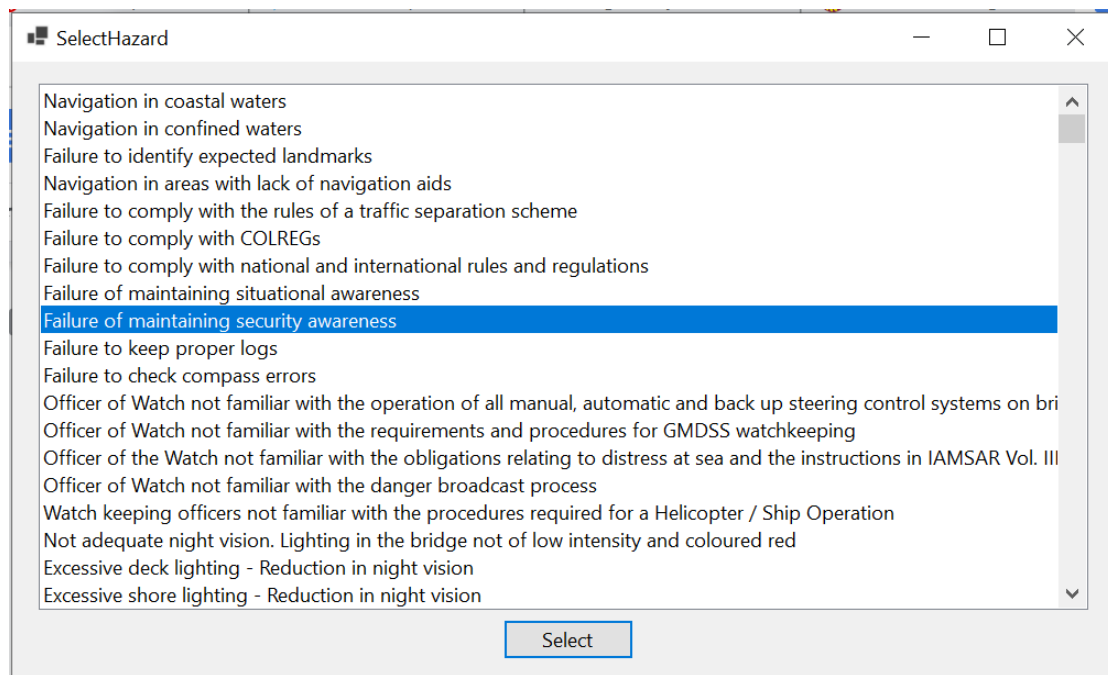 SelectHazard
Navigation in coastal waters
Navigation in confined waters
Failure to identify expected landmarks
Navigation in areas with lack of navigation aids
Failure to comply with the rules of a traffic separation scheme
Failure to comply with COLREGs
Failure to comply with national and international rules and regulations
Failure of maintaining situational awareness
Failure of maintaining security awareness
Failure to keep proper logs
Failure to check compass errors
Officer of Watch not familiar with the operation of all manual, automatic and back up steering control systems on bri
Officer of Watch not familiar with the requirements and procedures for GMDSS watchkeeping
Officer of the Watch not familiar with the obligations relating to distress at sea and the instructions in IAMSAR Vol. III
Officer of Watch not familiar with the danger broadcast process
Watch keeping officers not familiar with the procedures required for a Helicopter / Ship Operation
Not adequate night vision. Lighting in the bridge not of low intensity and coloured red
Excessive deck lighting - Reduction in night vision
Excessive shore lighting - Reduction in night vision
Select